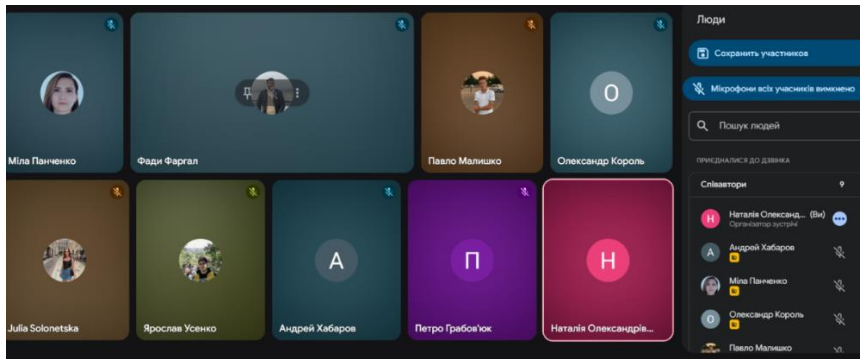 Міла Панченко
Фади Фаргал
Павло Малишко
О
Олександр Король
Julia Solonetska
Ярослав Усенко
А
Андрей Хабаров
П
Петро Грабов'юк
Н
Наталія Олександрів...
Люди
Сохранить участников
Мікрофони всіх учасників вимкнено
Пошук людей
ПРИЄДНАЛИСЯ ДО ДЗВІНКА
Співавтори 9
Н
Наталія Олександ... (Ви)
Організатор зустрічі
А
Андрей Хабаров
Міла Панченко
О
Олександр Король
Павло Малишко